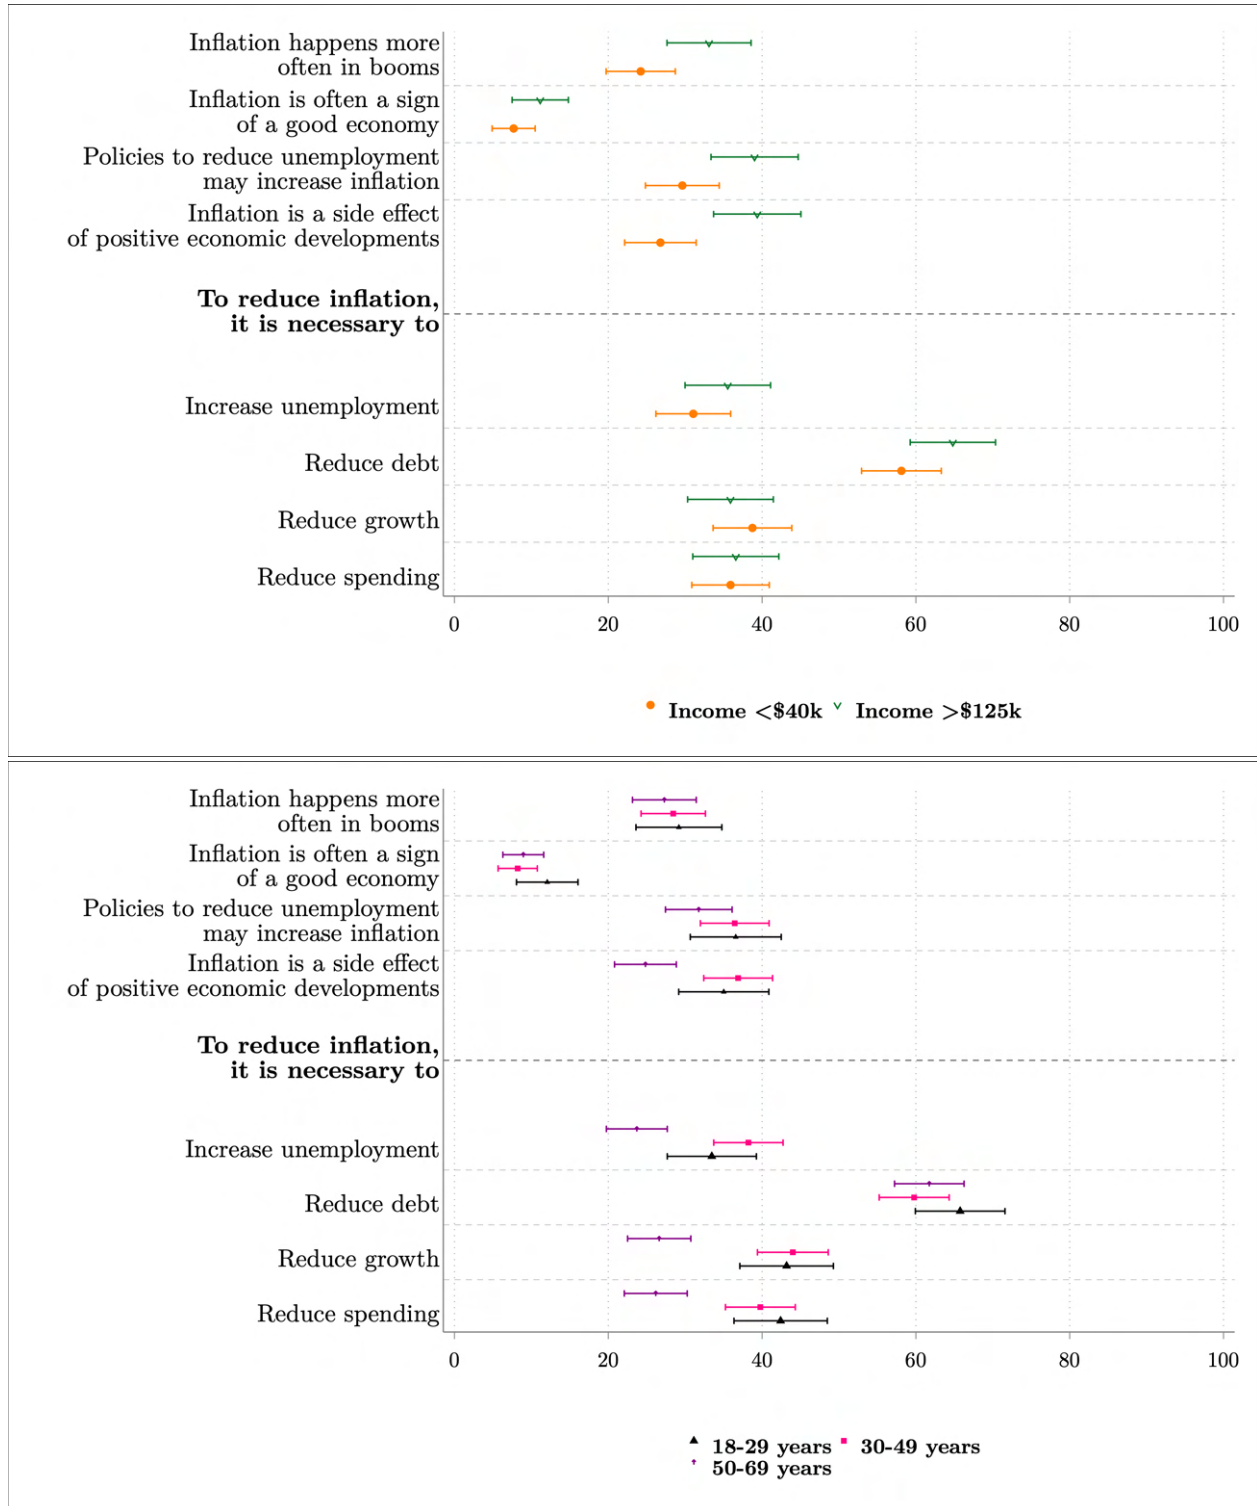 Inflation happens more
often in booms
Inflation is often a sign
of a good economy
Policies to reduce unemployment
may increase inflation
Inflation is a side effect
of positive economic developments
To reduce inflation,
it is necessary to
Increase unemployment
Reduce debt
Reduce growth
Reduce spending
0 20 40 60 80 100
Income <$40k Income >$125k
Inflation happens more
often in booms
Inflation is often a sign
of a good economy
Policies to reduce unemployment
may increase inflation
Inflation is a side effect
of positive economic developments
To reduce inflation,
it is necessary to
Increase unemployment
Reduce debt
Reduce growth
Reduce spending
0 20 40 60 80 100
18-29 years 30-49 years
50-69 years